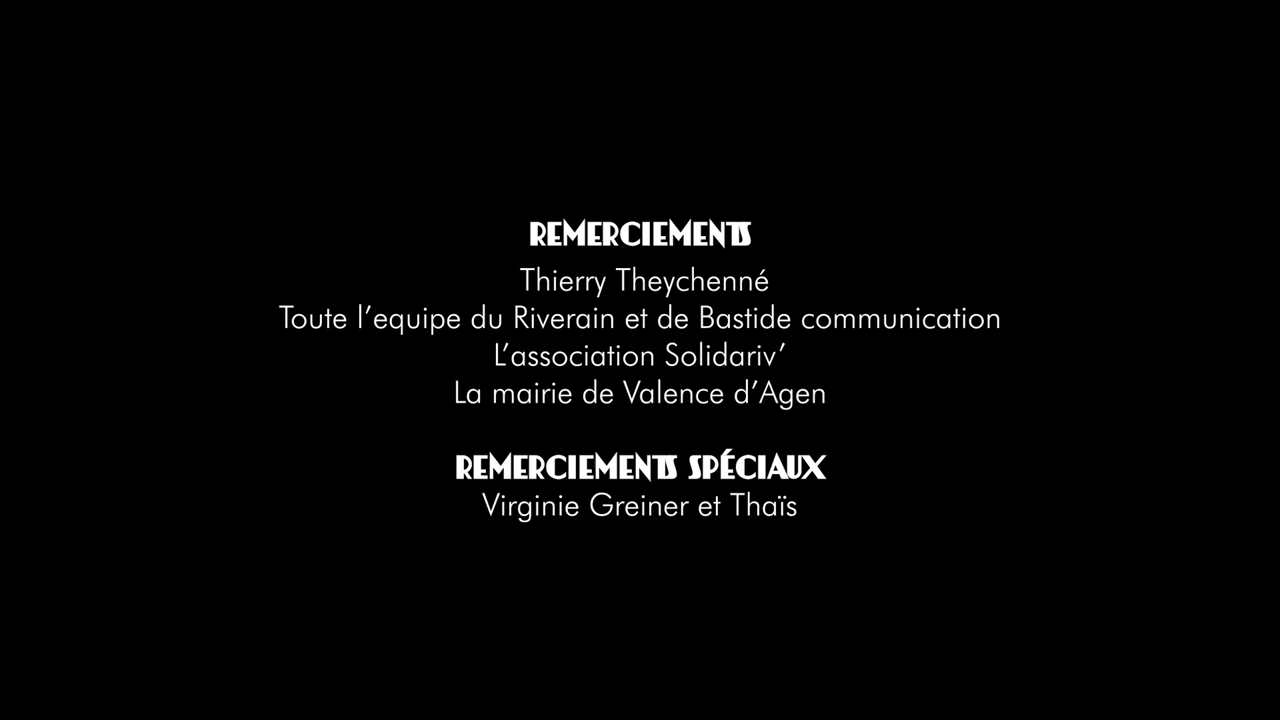 REMERCIEMENTS
Thierry Theychenné
Toute l’equipe du Riverain et de Bastide communication
L’association Solidariv’
La mairie de Valence d’Agen
REMERCIEMENTS SPÉCIAUX
Virginie Greiner et Thaïs